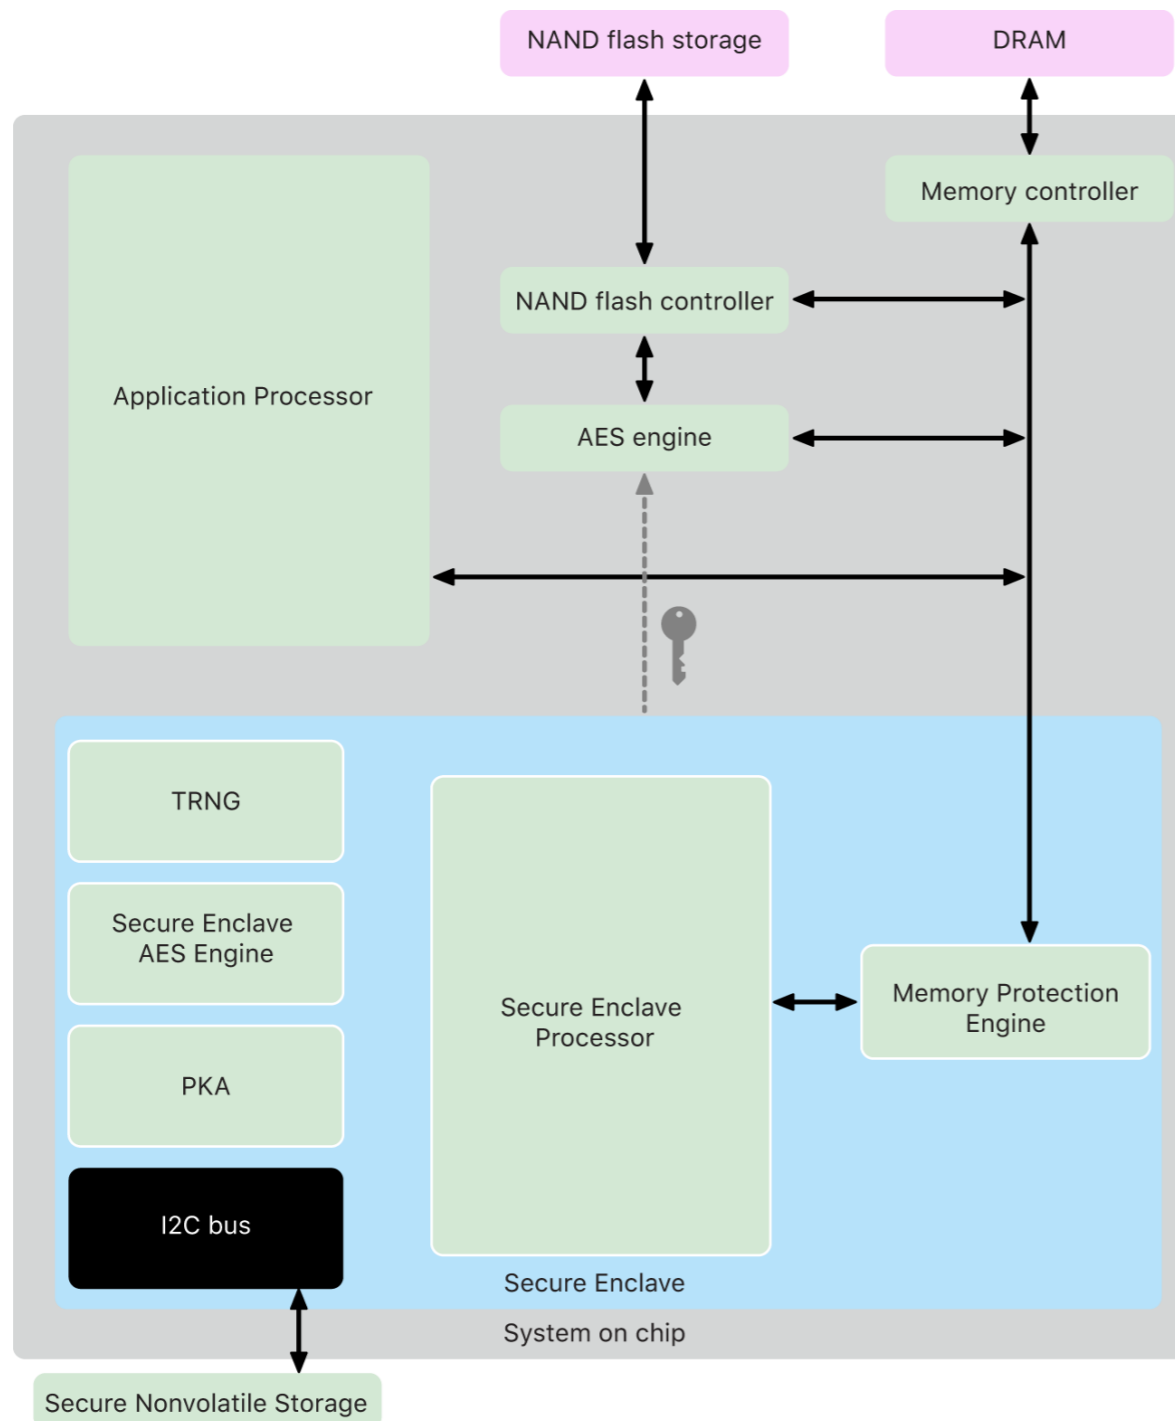 NAND flash storage
DRAM
Memory controller
NAND flash controller
Application Processor
AES engine
TRNG
Secure Enclave
AES Engine
Secure Enclave
Processor
Memory Protection
Engine
PKA
I2C bus
Secure Enclave
System on chip
Secure Nonvolatile Storage